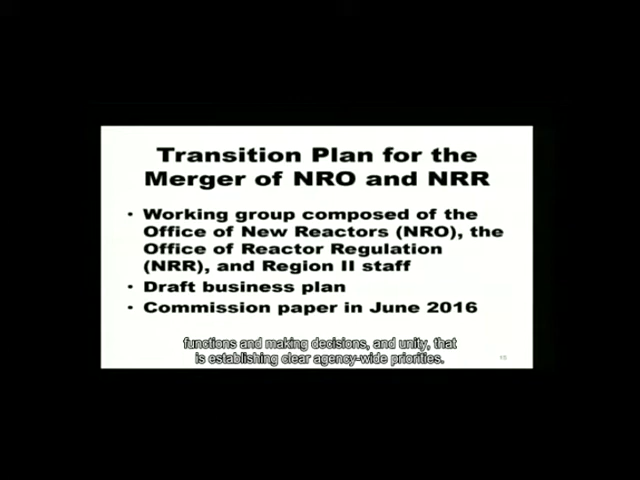 Transition Plan for the
Merger of NRO and NRR
• Working group composed of the
Office of New Reactors (NRO), the
Office of Reactor Regulation
(NRR), and Region II staff
• Draft business plan
• Commission paper in June 2016
functions and making decisions, and unity, that
is establishing clear agency-wide priorities.
15